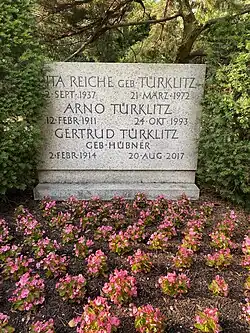 REICHE GEB. TÜRKLITZ
SEPT. 1937 21. MÄRZ 1972
ARNO TÜRKLITZ
12. FEBR. 1911 24. OKT. 1993
GERTRUD TÜRKLITZ
GEB. HÜBNER
2. FEBR. 1914 20. AUG. 2017